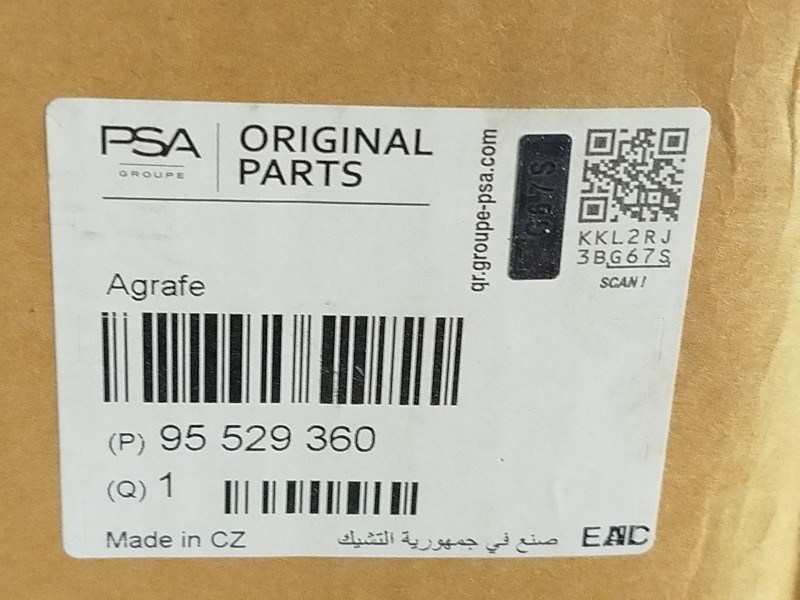 PSA
GROUPE
ORIGINAL
PARTS
qr.groupe-psa.com
G67S
KKL2RJ
3BG67S
SCAN!
Agrafe
(P) 95 529 360
(Q) 1
Made in CZ
صنع في جمهورية التشيك
EAC